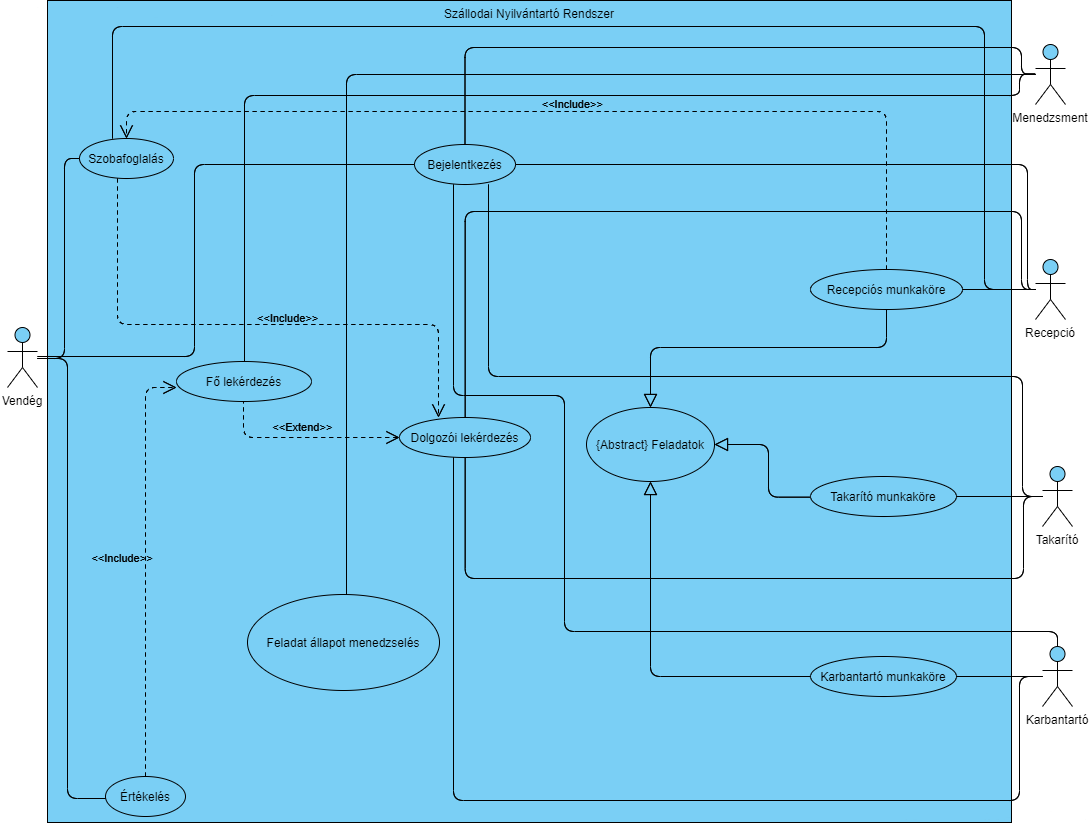 Szállodai Nyilvántartó Rendszer
<<Include>>
Menedzsment
Szobafoglalás
Bejelentkezés
Recepciós munkaköre
<<Include>>
Recepció
Fő lekérdezés
Vendég
<<Extend>>
Dolgozói lekérdezés
{Abstract} Feladatok
Takarító munkaköre
Takarító
<<Include>>
Feladat állapot menedzselés
Karbantartó munkaköre
Karbantartó
Értékelés